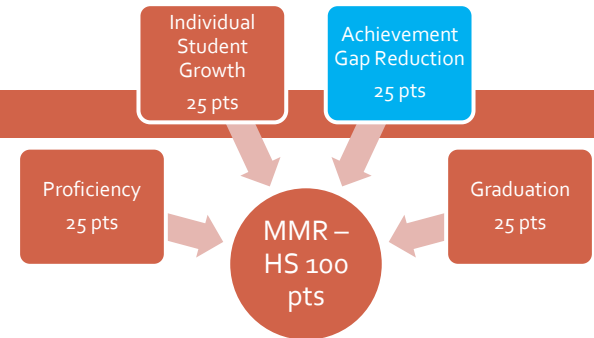 Individual
Student
Growth
25 pts
Achievement
Gap Reduction
25 pts
Proficiency
25 pts
Graduation
25 pts
MMR –
HS 100
pts